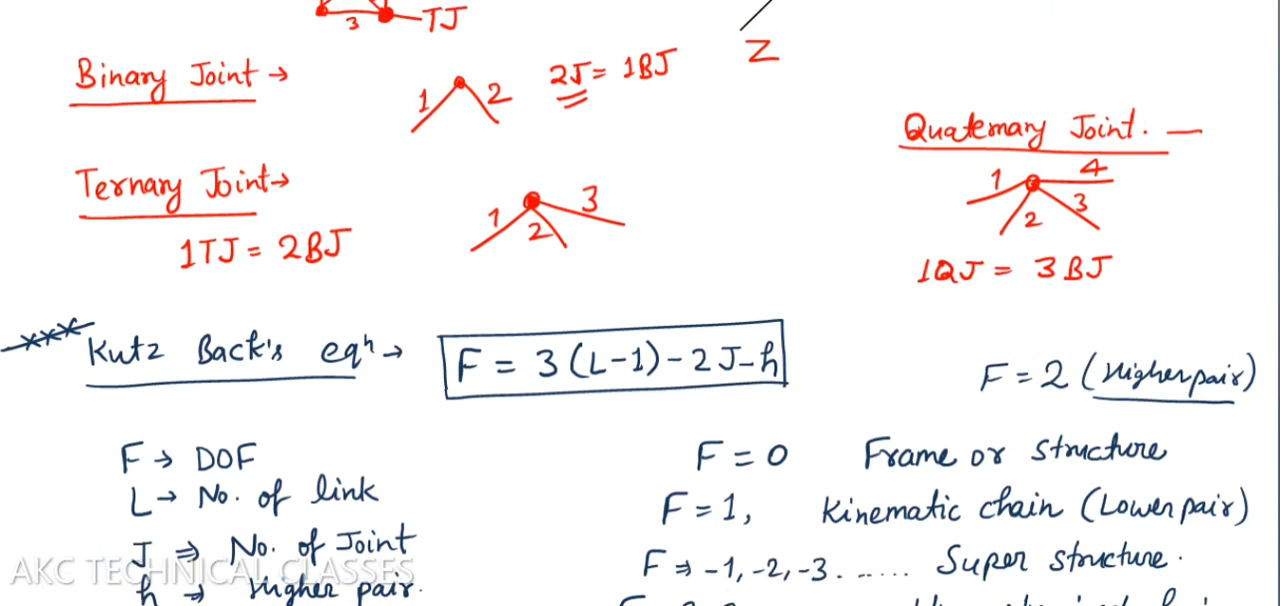 3 TJ
Z
Binary Joint →
1 2
2J = 1BJ
Quaternary Joint. —
1 2 3 4
1QJ = 3BJ
Ternary Joint →
1 2 3
1TJ = 2BJ
*** Kutz Back's eqⁿ →
F = 3(L-1) - 2J - h
F = 2 (Higher pair)
F → DOF
L → No. of link
J ⇒ No. of Joint
h → Higher pair.
F = 0 Frame or structure
F = 1, Kinematic chain (Lower pair)
F ⇒ -1, -2, -3 ...... Super structure.
AKC TECHNICAL CLASSES